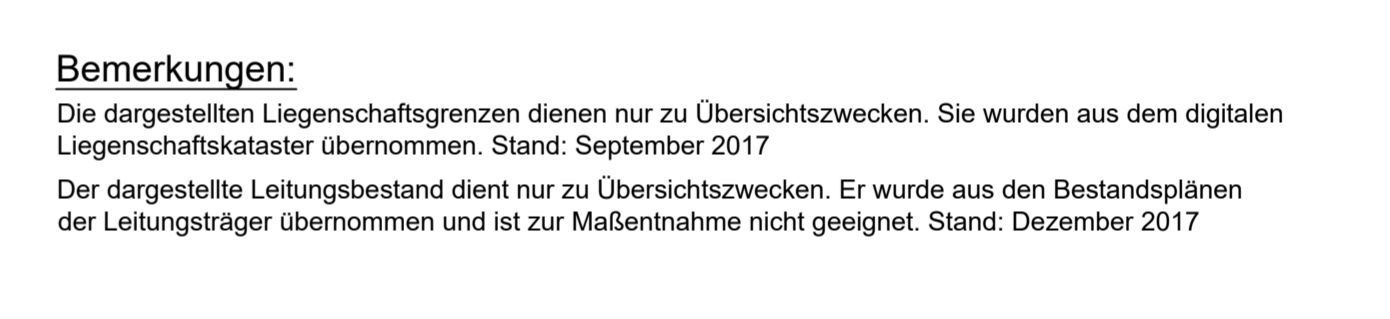 Bemerkungen:
Die dargestellten Liegenschaftsgrenzen dienen nur zu Übersichtszwecken. Sie wurden aus dem digitalen
Liegenschaftskataster übernommen. Stand: September 2017
Der dargestellte Leitungsbestand dient nur zu Übersichtszwecken. Er wurde aus den Bestandsplänen
der Leitungsträger übernommen und ist zur Maßentnahme nicht geeignet. Stand: Dezember 2017